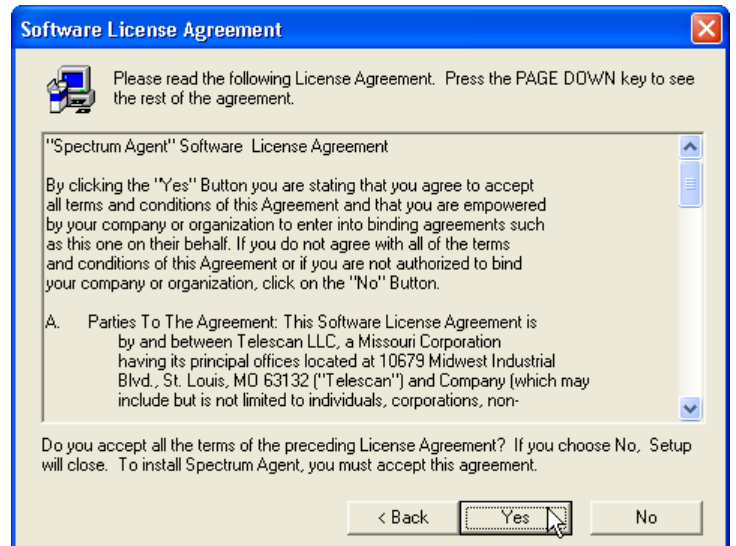 Software License Agreement
Please read the following License Agreement.  Press the PAGE DOWN key to see
the rest of the agreement.
"Spectrum Agent" Software  License Agreement
By clicking the "Yes" Button you are stating that you agree to accept
all terms and conditions of this Agreement and that you are empowered
by your company or organization to enter into binding agreements such
as this one on their behalf. If you do not agree with all of the terms
and conditions of this Agreement or if you are not authorized to bind
your company or organization, click on the "No" Button.
A.     Parties To The Agreement: This Software License Agreement is
by and between Telescan LLC, a Missouri Corporation
having its principal offices located at 10679 Midwest Industrial
Blvd., St. Louis, MO 63132 ("Telescan") and Company (which may
include but is not limited to individuals, corporations, non-
Do you accept all the terms of the preceding License Agreement?  If you choose No,  Setup
will close.  To install Spectrum Agent, you must accept this agreement.
< Back
Yes
No